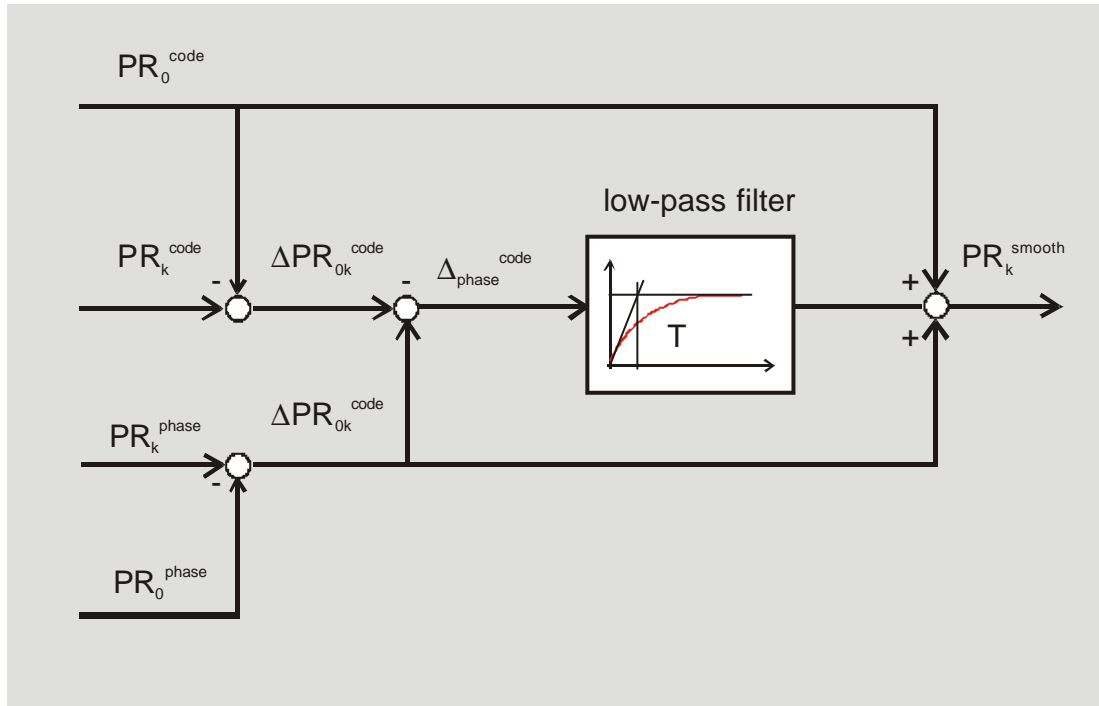 PR₀ᶜᵒᵈᵉ
low-pass filter
PRₖᶜᵒᵈᵉ
-
ΔPR₀ₖᶜᵒᵈᵉ
-
Δₚₕₐₛₑᶜᵒᵈᵉ
+
PRₖˢᵐᵒᵒᵗʰ
T
+
ΔPR₀ₖᶜᵒᵈᵉ
PRₖᵖʰᵃˢᵉ
-
PR₀ᵖʰᵃˢᵉ